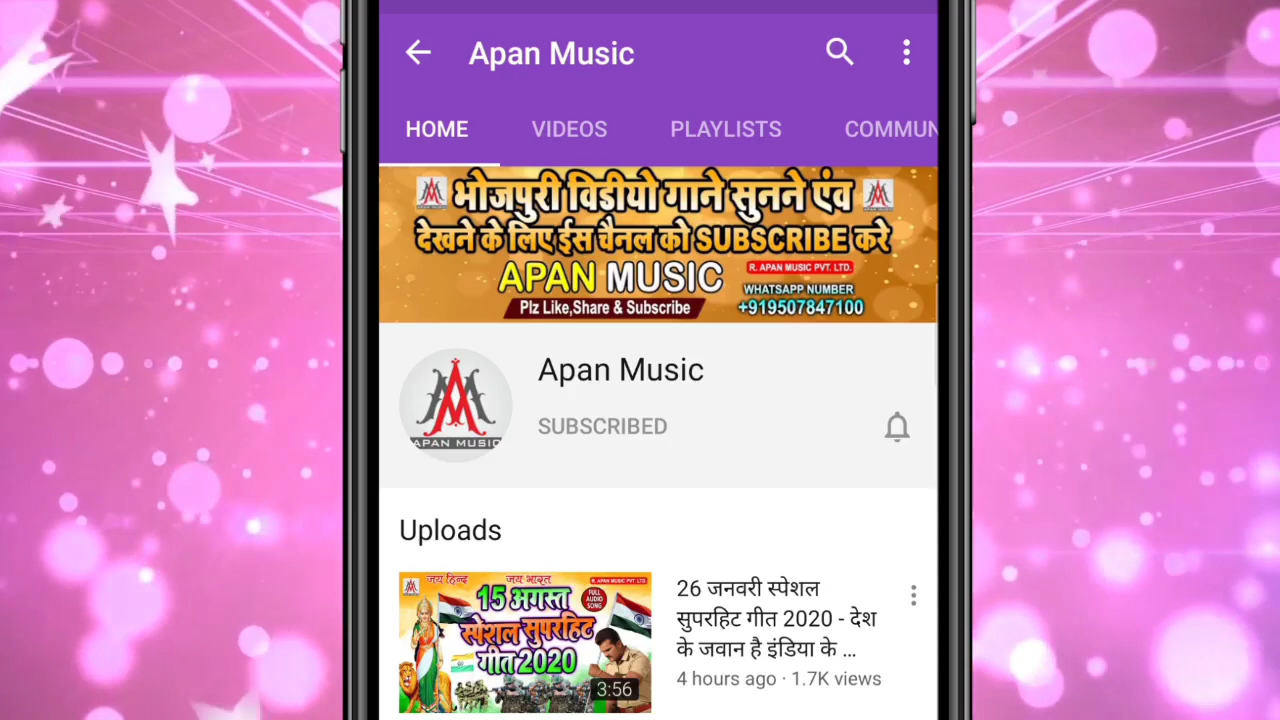 Apan Music
HOME VIDEOS PLAYLISTS COMMUN
भोजपुरी विडीयो गाने सुनने एंव
देखने के लिए ईस चैनल को SUBSCRIBE करे
APAN MUSIC
R. APAN MUSIC PVT. LTD.
WHATSAPP NUMBER
Plz Like,Share & Subscribe
+919507847100
Apan Music
SUBSCRIBED
APAN MUSIC
Uploads
जय हिन्द जय भारत
R. APAN MUSIC PVT. LTD.
15 अगस्त
FULL
AUDIO
SONG
स्पेशल सुपरहिट
गीत 2020
3:56
26 जनवरी स्पेशल
सुपरहिट गीत 2020 - देश
के जवान है इंडिया के ...
4 hours ago · 1.7K views